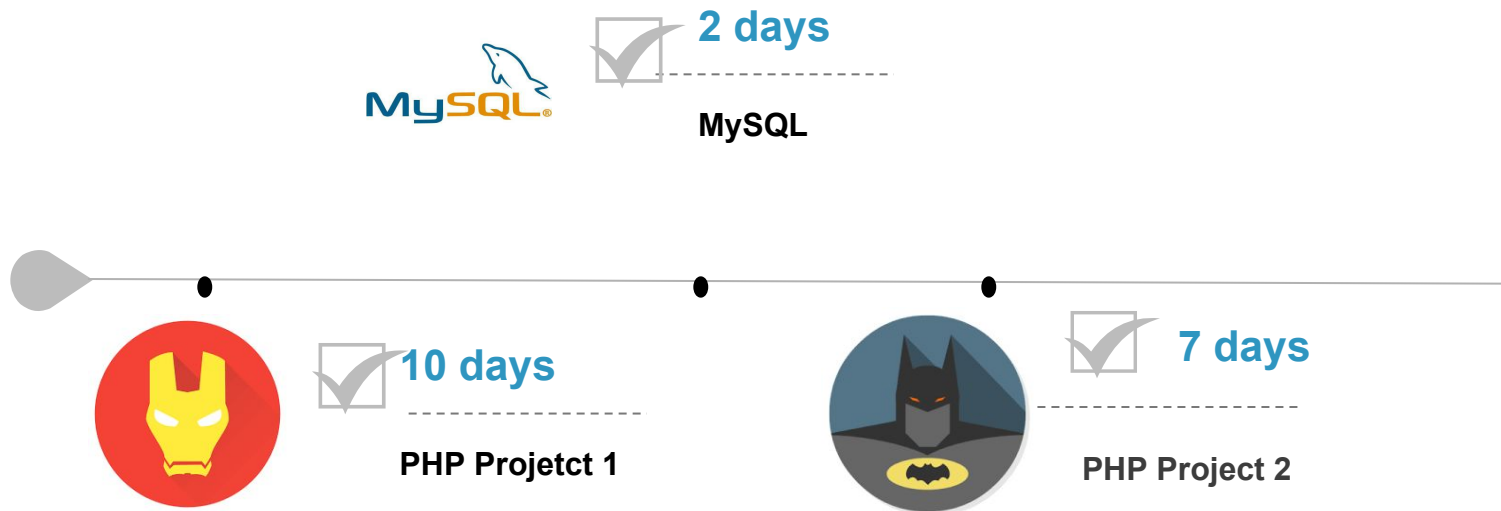 2 days
MySQL®
MySQL
10 days
PHP Projetct 1
7 days
PHP Project 2